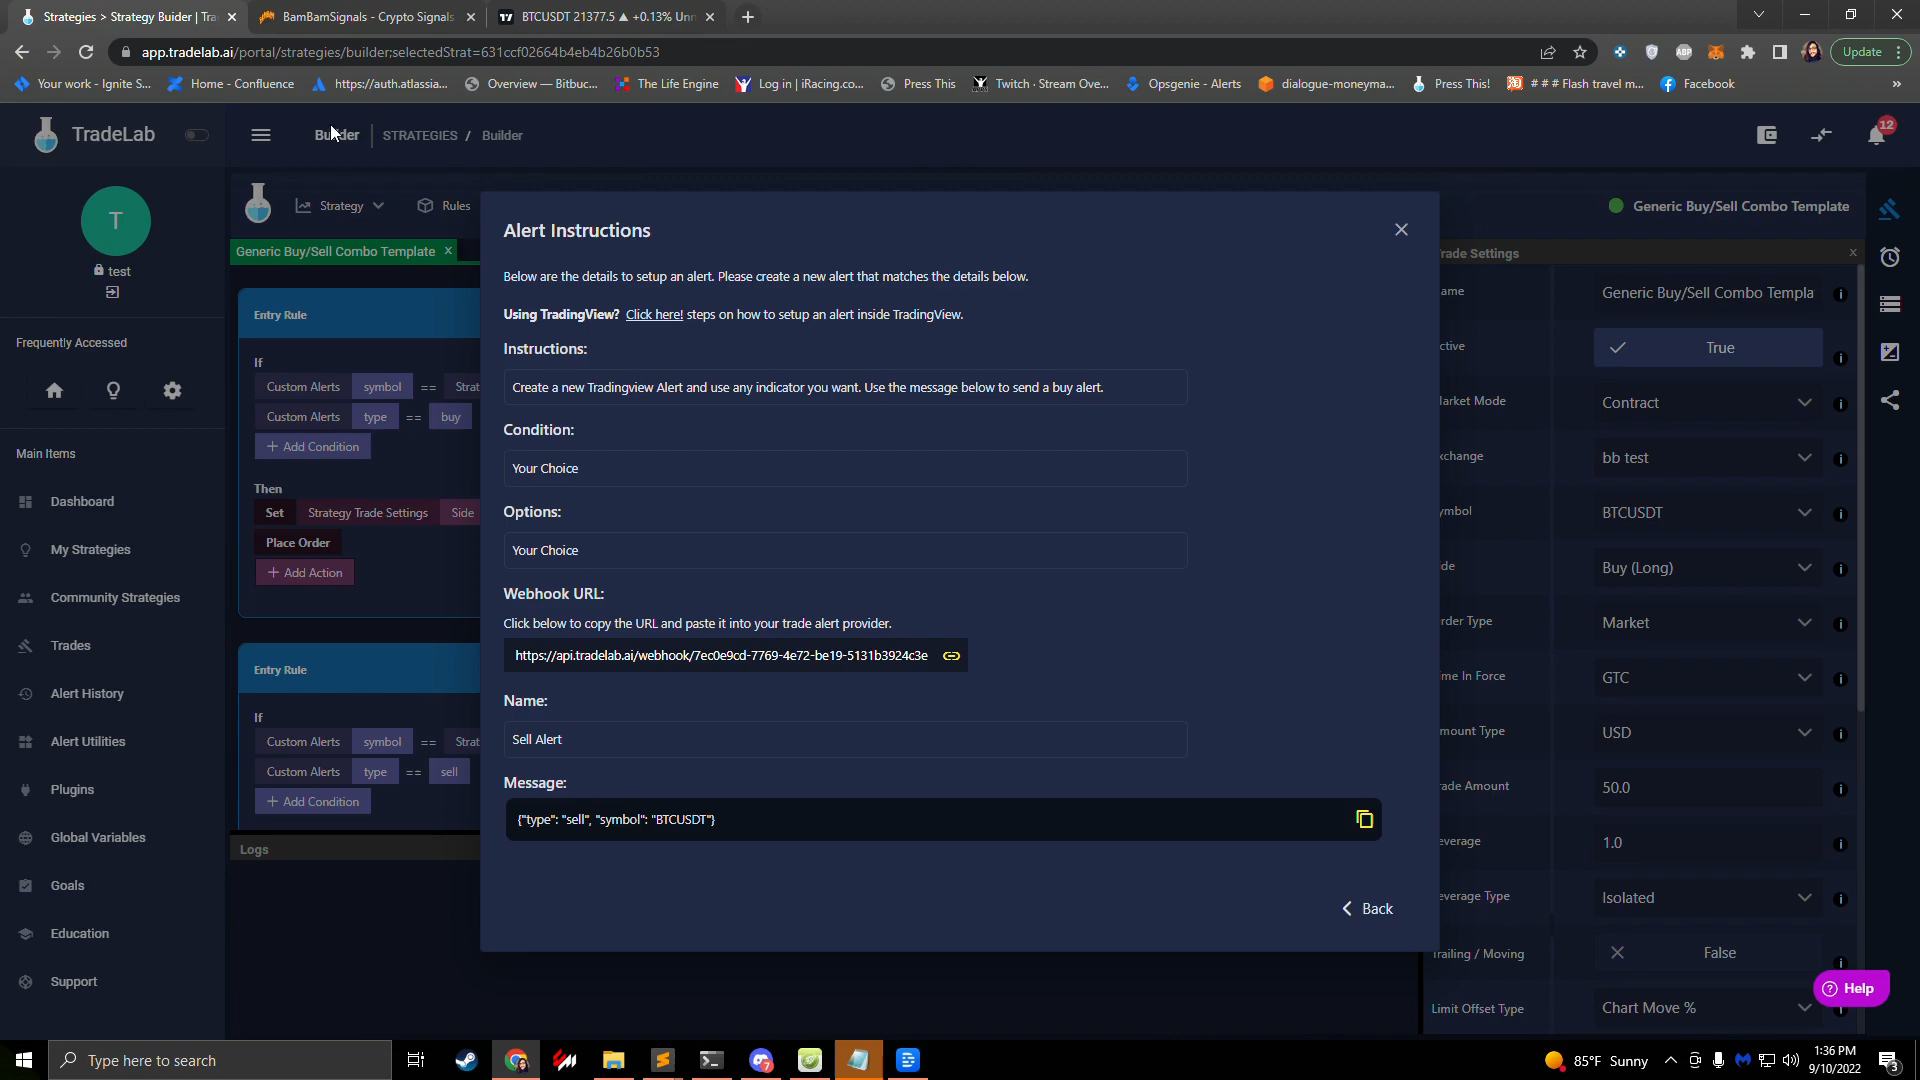 Strategies > Strategy Buider | Tra
BamBamSignals - Crypto Signals
BTCUSDT 21377.5 ▲ +0.13% Unn
app.tradelab.ai/portal/strategies/builder;selectedStrat=631ccf02664b4eb4b26b0b53
Update
Your work - Ignite S...
Home - Confluence
https://auth.atlassia...
Overview — Bitbuc...
The Life Engine
Log in | iRacing.co...
Press This
Twitch - Stream Ove...
Opsgenie - Alerts
dialogue-moneyma...
Press This!
# # # Flash travel m...
Facebook
TradeLab
Builder
STRATEGIES / Builder
12
T
test
Frequently Accessed
Main Items
Dashboard
My Strategies
Community Strategies
Trades
Alert History
Alert Utilities
Plugins
Global Variables
Goals
Education
Support
Strategy
Rules
Generic Buy/Sell Combo Template
Generic Buy/Sell Combo Template
Entry Rule
If
Custom Alerts symbol == Strat
Custom Alerts type == buy
+ Add Condition
Then
Set Strategy Trade Settings Side
Place Order
+ Add Action
Entry Rule
If
Custom Alerts symbol == Strat
Custom Alerts type == sell
+ Add Condition
Logs
Alert Instructions
Below are the details to setup an alert. Please create a new alert that matches the details below.
Using TradingView? Click here! steps on how to setup an alert inside TradingView.
Instructions:
Create a new Tradingview Alert and use any indicator you want. Use the message below to send a buy alert.
Condition:
Your Choice
Options:
Your Choice
Webhook URL:
Click below to copy the URL and paste it into your trade alert provider.
https://api.tradelab.ai/webhook/7ec0e9cd-7769-4e72-be19-5131b3924c3e
Name:
Sell Alert
Message:
{"type": "sell", "symbol": "BTCUSDT"}
Back
rade Settings
ame Generic Buy/Sell Combo Templa
ctive True
arket Mode Contract
xchange bb test
ymbol BTCUSDT
ide Buy (Long)
rder Type Market
ime In Force GTC
mount Type USD
rade Amount 50.0
everage 1.0
everage Type Isolated
railing / Moving False
Limit Offset Type Chart Move %
Help
Type here to search
7
85°F Sunny
1:36 PM
9/10/2022
3